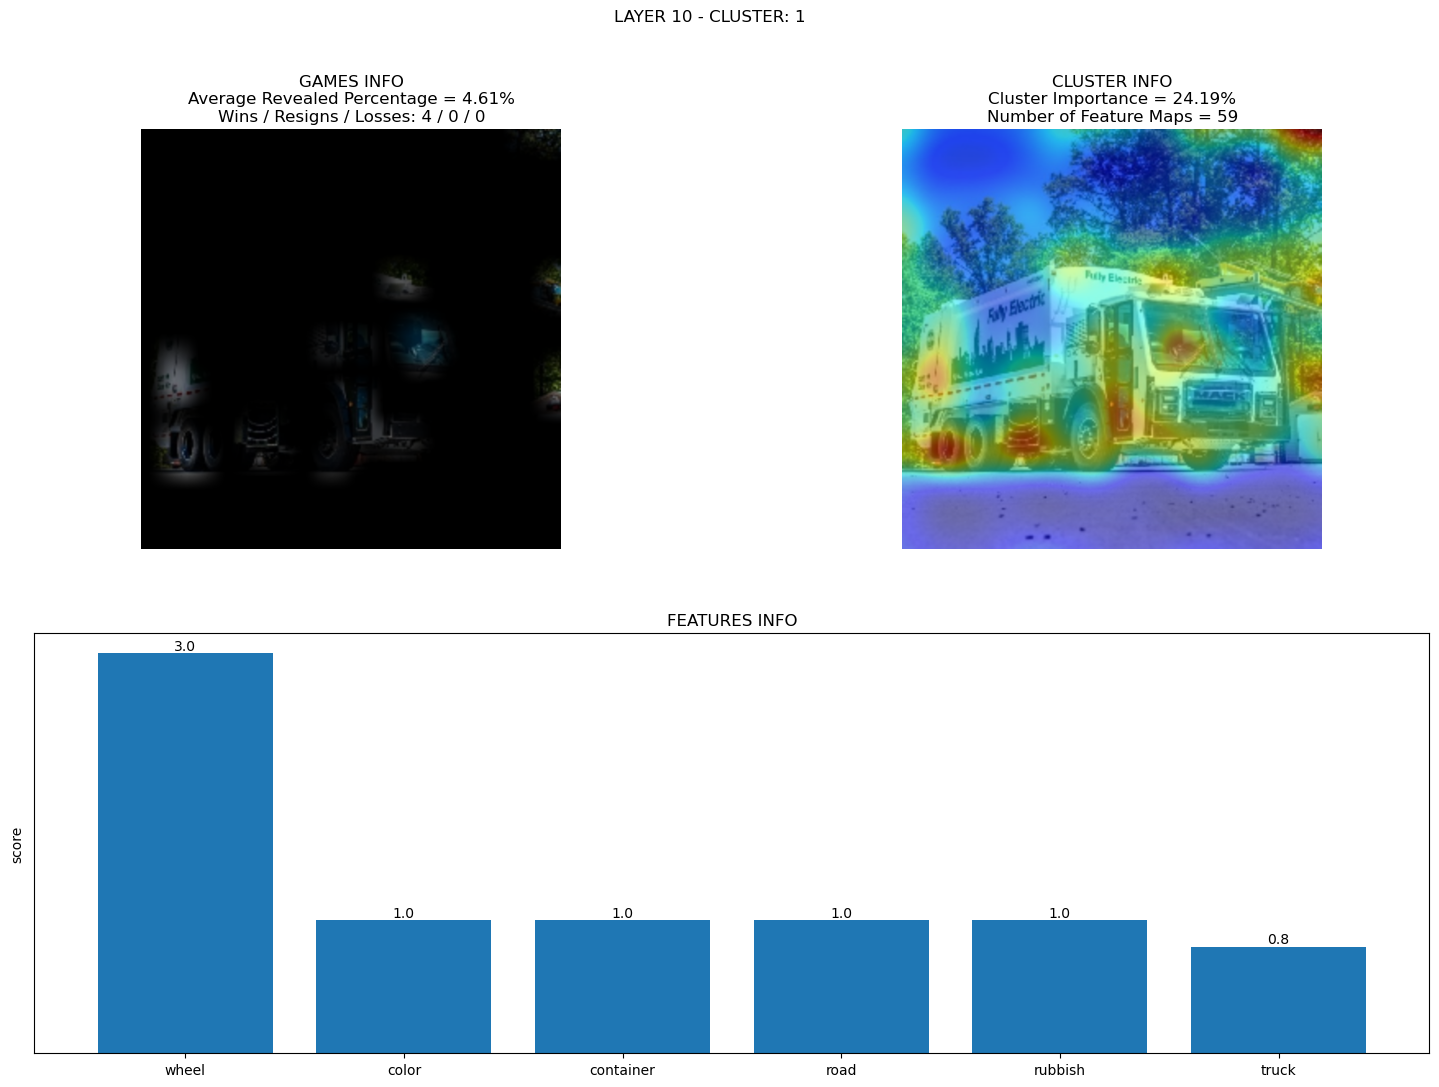 LAYER 10 - CLUSTER: 1
GAMES INFO
Average Revealed Percentage = 4.61%
Wins / Resigns / Losses: 4 / 0 / 0
CLUSTER INFO
Cluster Importance = 24.19%
Number of Feature Maps = 59
Fully Electric
Fully Electric
MACK
FEATURES INFO
score
3.0
1.0
1.0
1.0
1.0
0.8
wheel
color
container
road
rubbish
truck